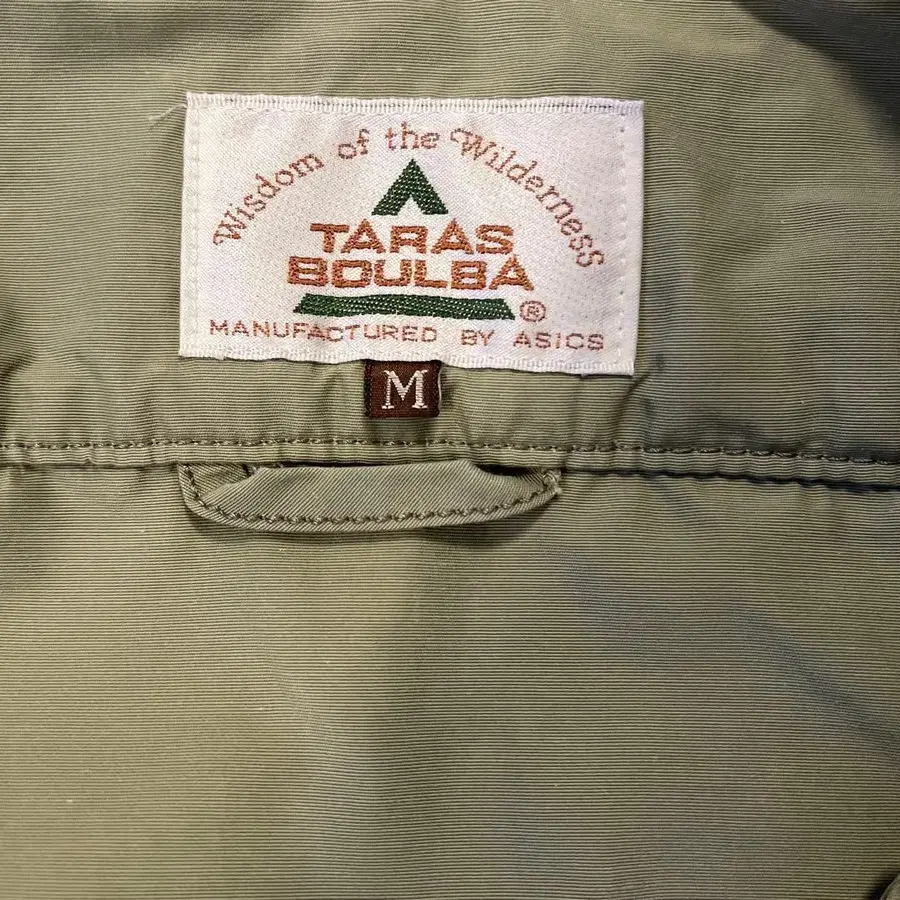 Wisdom of the Wilderness
TARAS
BOULBA
®
MANUFACTURED BY ASICS
M